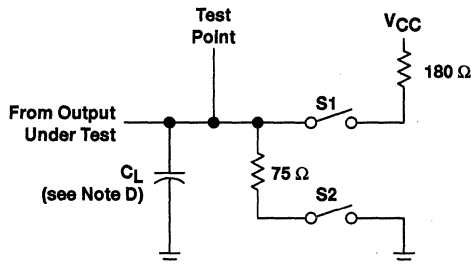 Test
Point
VCC
180 Ω
S1
From Output
Under Test
CL
(see Note D)
75 Ω
S2